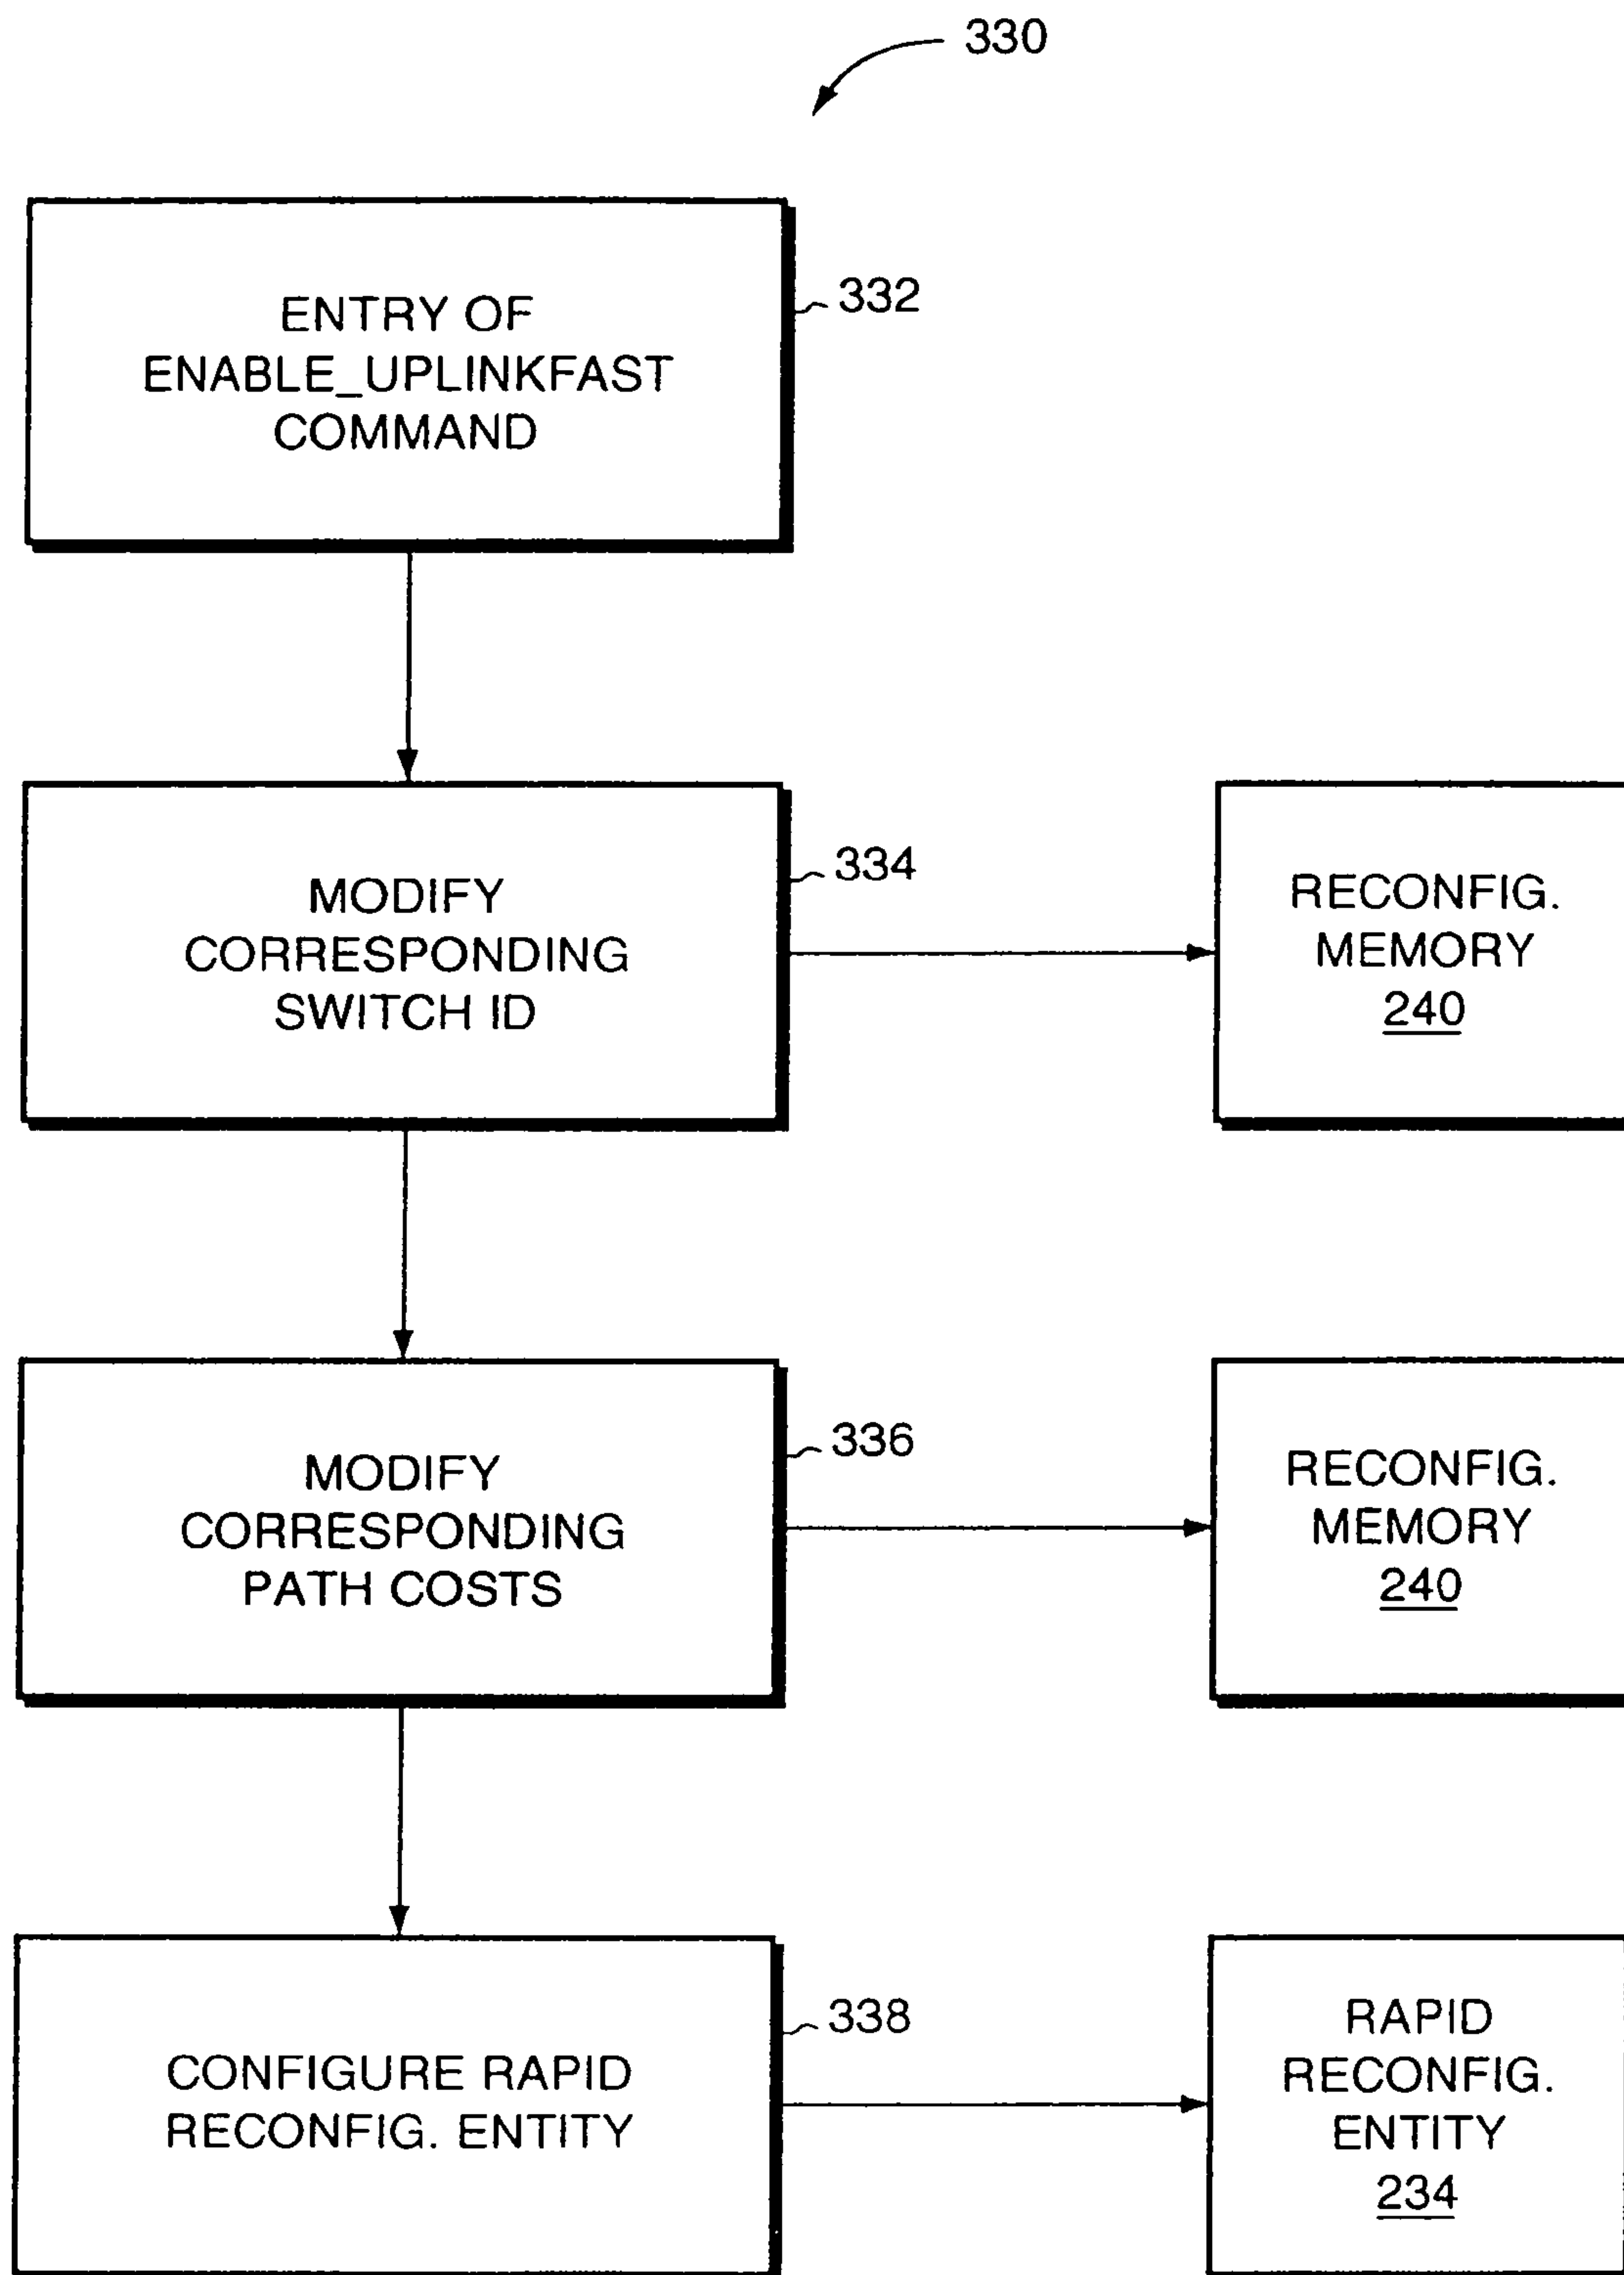 330
ENTRY OF
ENABLE_UPLINKFAST
COMMAND
332
MODIFY
CORRESPONDING
SWITCH ID
334
RECONFIG.
MEMORY
240
MODIFY
CORRESPONDING
PATH COSTS
336
RECONFIG.
MEMORY
240
CONFIGURE RAPID
RECONFIG. ENTITY
338
RAPID
RECONFIG.
ENTITY
234